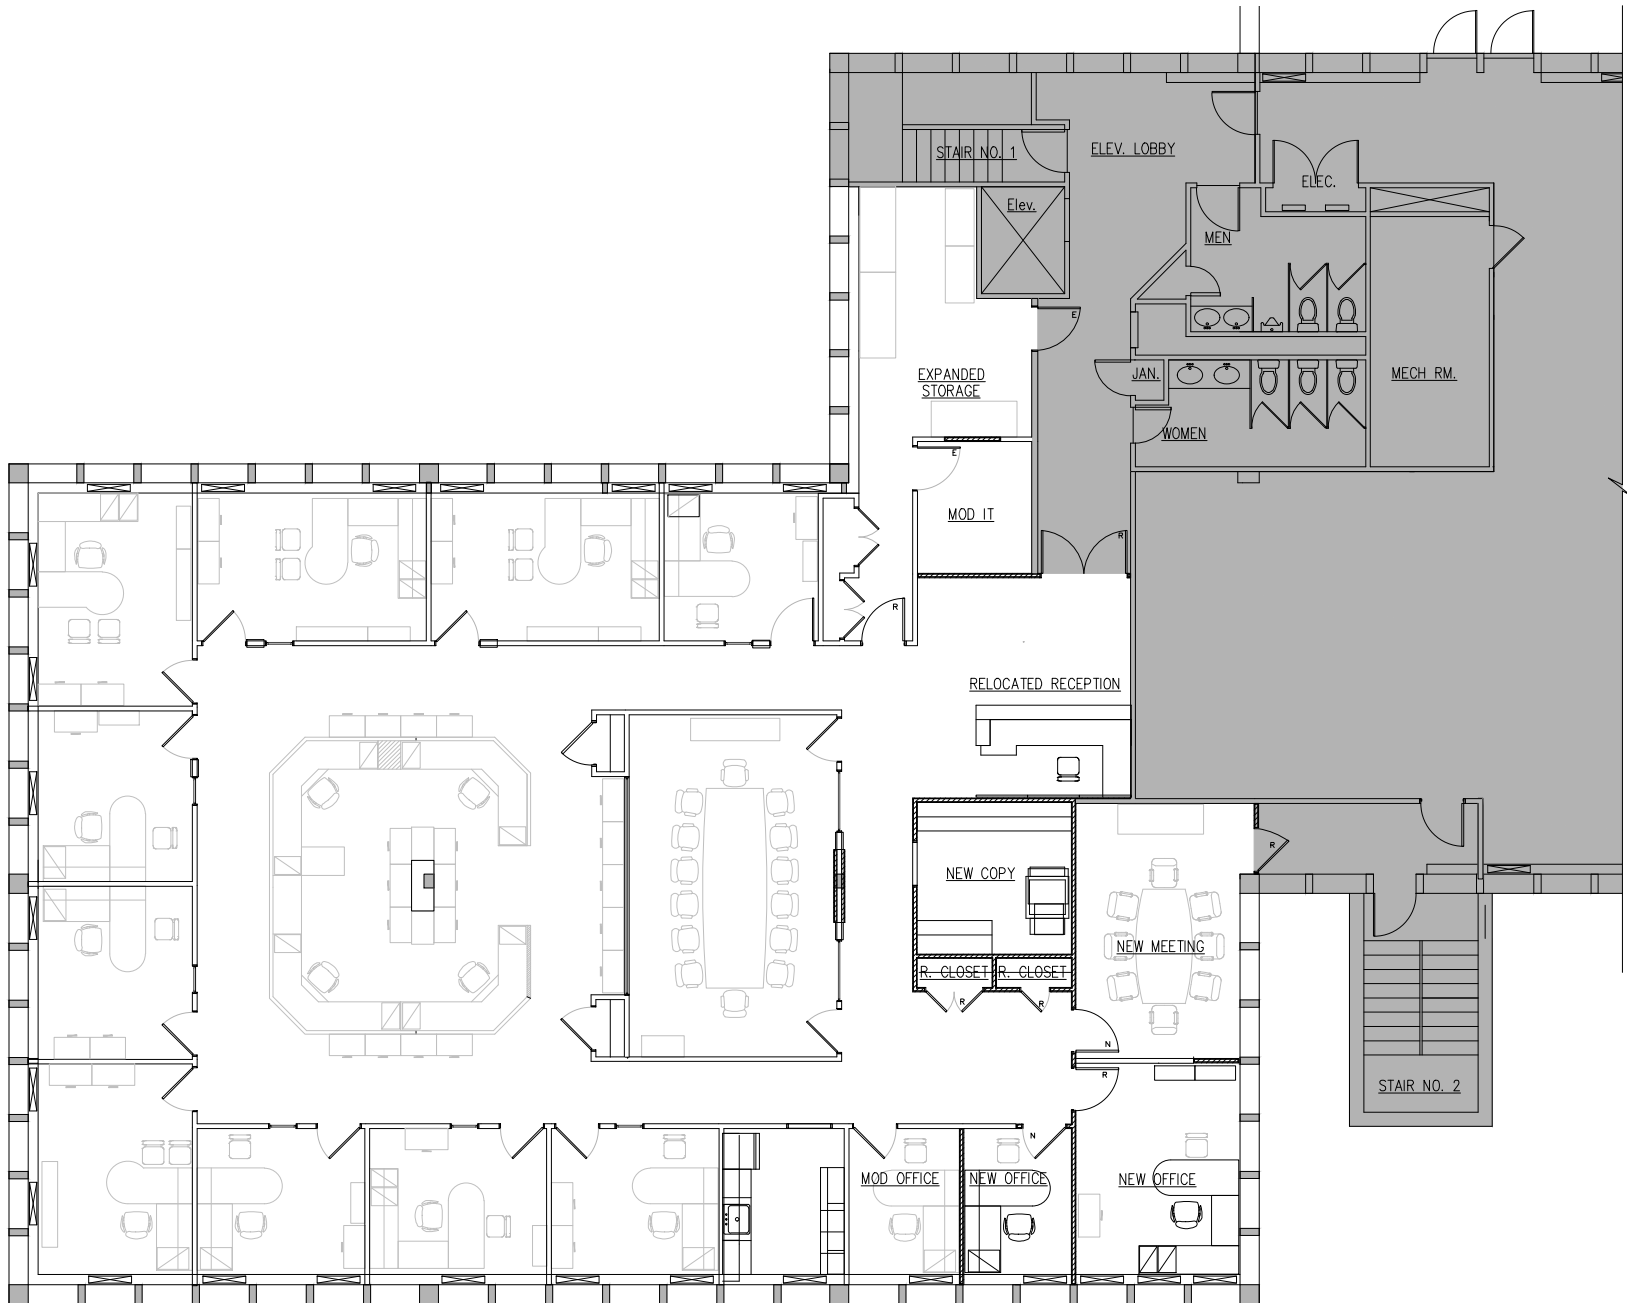 STAIR NO. 1
ELEV. LOBBY
ELEC.
Elev.
MEN
E
EXPANDED
STORAGE
JAN.
MECH RM.
WOMEN
E
MOD IT
R
R
RELOCATED RECEPTION
R
NEW COPY
NEW MEETING
R. CLOSET
R. CLOSET
R
R
N
R
STAIR NO. 2
N
MOD OFFICE
NEW OFFICE
NEW OFFICE